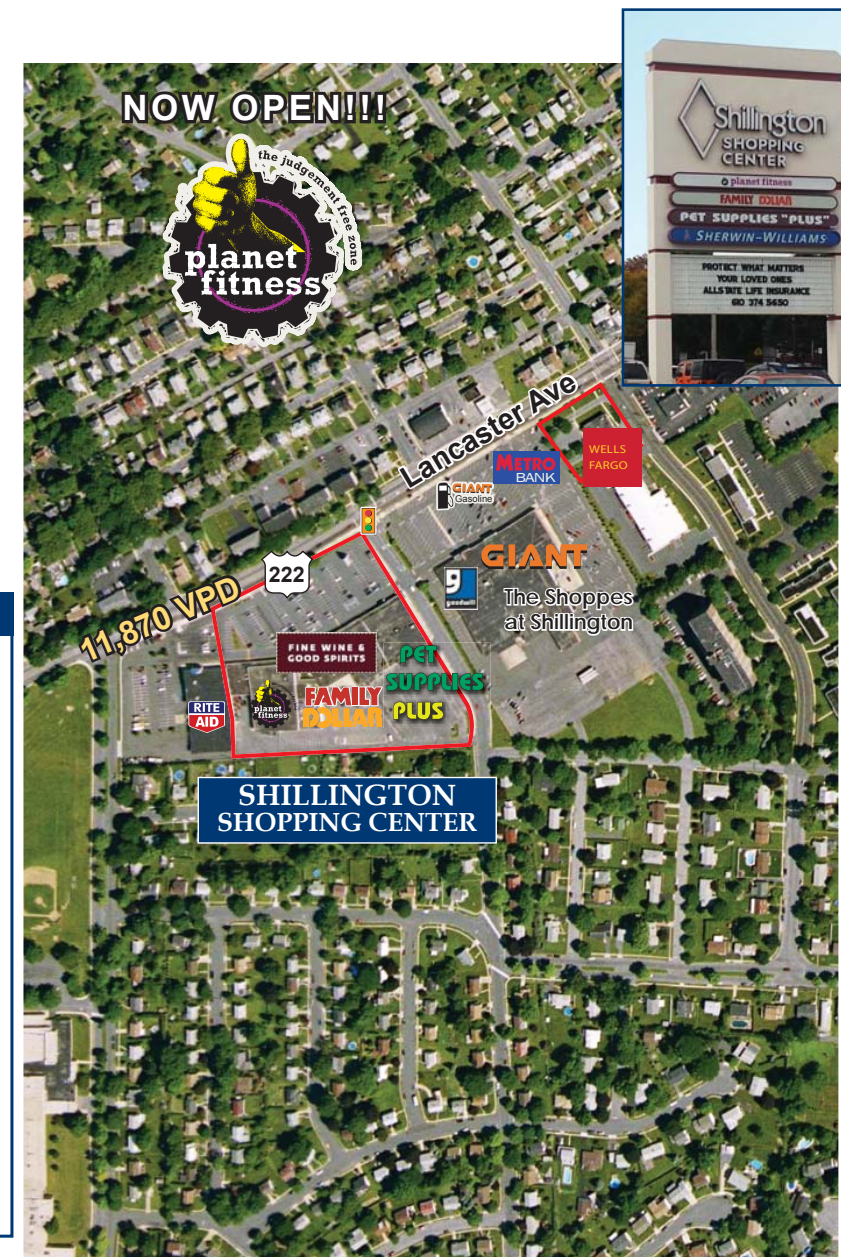 NOW OPEN!!!
the judgement free zone
planet
fitness
Shillington
SHOPPING
CENTER
planet fitness
FAMILY DOLLAR
PET SUPPLIES "PLUS"
SHERWIN-WILLIAMS
PROTECT WHAT MATTERS
YOUR LOVED ONES
ALLSTATE LIFE INSURANCE
610 374 5650
Lancaster Ave
WELLS
FARGO
METRO
BANK
GIANT
Gasoline
222
GIANT
g
goodwill
The Shoppes
at Shillington
11,870 VPD
FINE WINE &
GOOD SPIRITS
PET
SUPPLIES
PLUS
RITE
AID
planet
fitness
FAMILY
DOLLAR
SHILLINGTON
SHOPPING CENTER